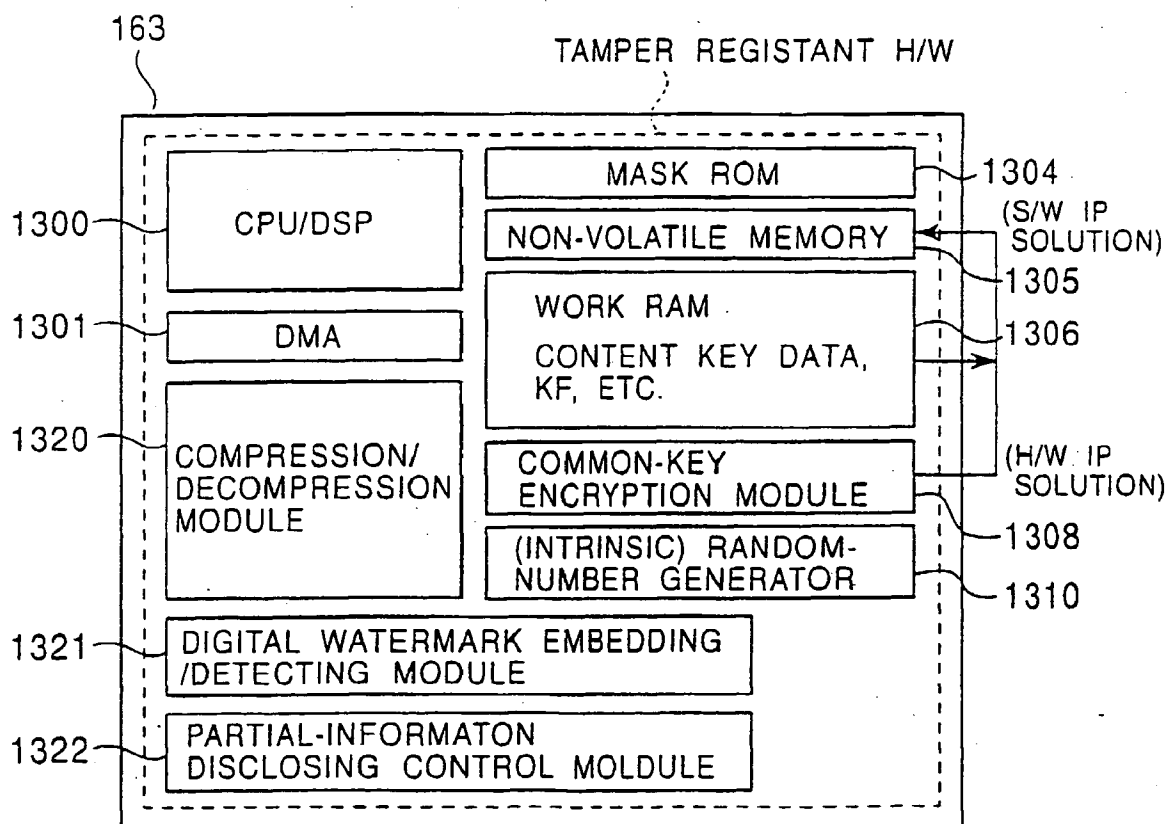 163
TAMPER REGISTANT H/W
1300
CPU/DSP
MASK ROM
1304
NON-VOLATILE MEMORY
(S/W IP
SOLUTION)
1305
1301
DMA
WORK RAM
CONTENT KEY DATA,
KF, ETC.
1306
1320
COMPRESSION/
DECOMPRESSION
MODULE
COMMON-KEY
ENCRYPTION MODULE
(H/W IP
SOLUTION)
1308
(INTRINSIC) RANDOM-
NUMBER GENERATOR
1310
1321
DIGITAL WATERMARK EMBEDDING
/DETECTING MODULE
1322
PARTIAL-INFORMATON
DISCLOSING CONTROL MOLDULE